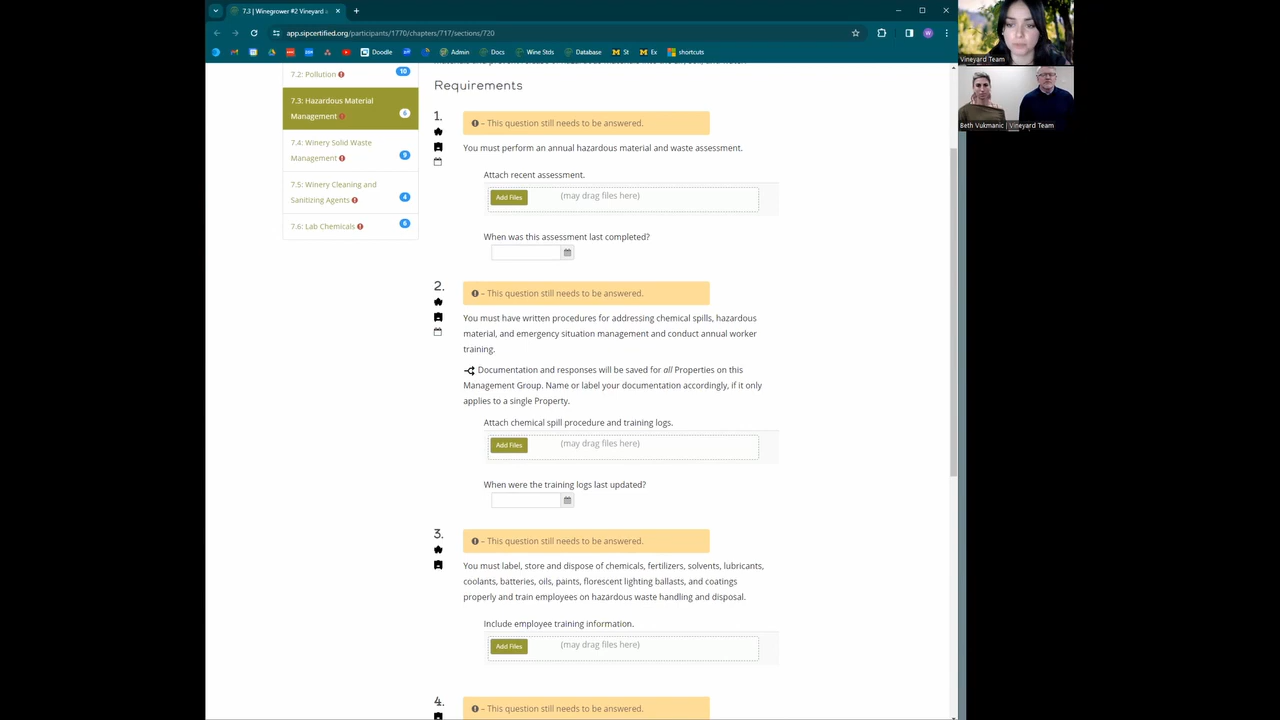 7.3 | Winegrower #2 Vineyard
app.sipcertified.org/participants/1770/chapters/717/sections/720
Doodle
Admin
Docs
Wine Stds
Database
St
Ex
shortcuts
7.2: Pollution
10
7.3: Hazardous Material
Management
6
7.4: Winery Solid Waste
Management
9
7.5: Winery Cleaning and
Sanitizing Agents
4
7.6: Lab Chemicals
6
Requirements
1.
– This question still needs to be answered.
You must perform an annual hazardous material and waste assessment.
Attach recent assessment.
Add Files
(may drag files here)
When was this assessment last completed?
2.
– This question still needs to be answered.
You must have written procedures for addressing chemical spills, hazardous
material, and emergency situation management and conduct annual worker
training.
Documentation and responses will be saved for all Properties on this
Management Group. Name or label your documentation accordingly, if it only
applies to a single Property.
Attach chemical spill procedure and training logs.
Add Files
(may drag files here)
When were the training logs last updated?
3.
– This question still needs to be answered.
You must label, store and dispose of chemicals, fertilizers, solvents, lubricants,
coolants, batteries, oils, paints, florescent lighting ballasts, and coatings
properly and train employees on hazardous waste handling and disposal.
Include employee training information.
Add Files
(may drag files here)
4.
– This question still needs to be answered.
Vineyard Team
Beth Vukmanic | Vineyard Team